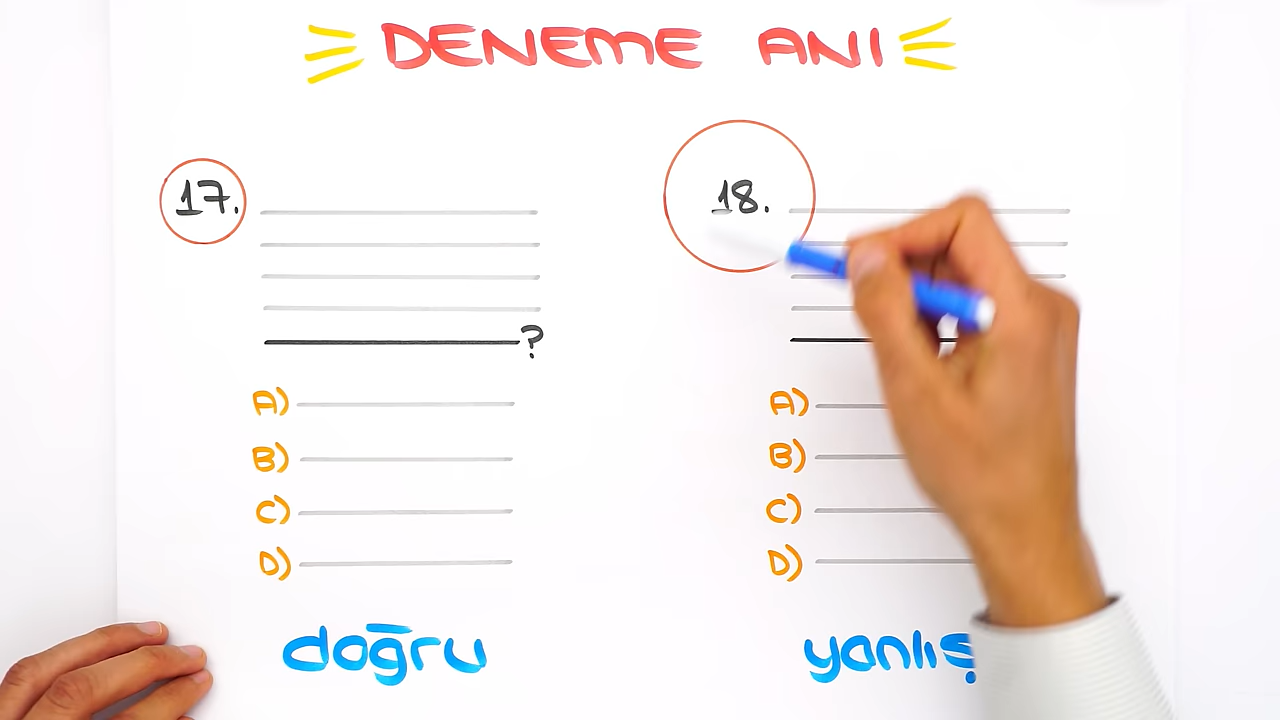 DENEME ANI
17.
?
A)
B)
C)
D)
doğru
18.
A)
B)
C)
D)
yanlış